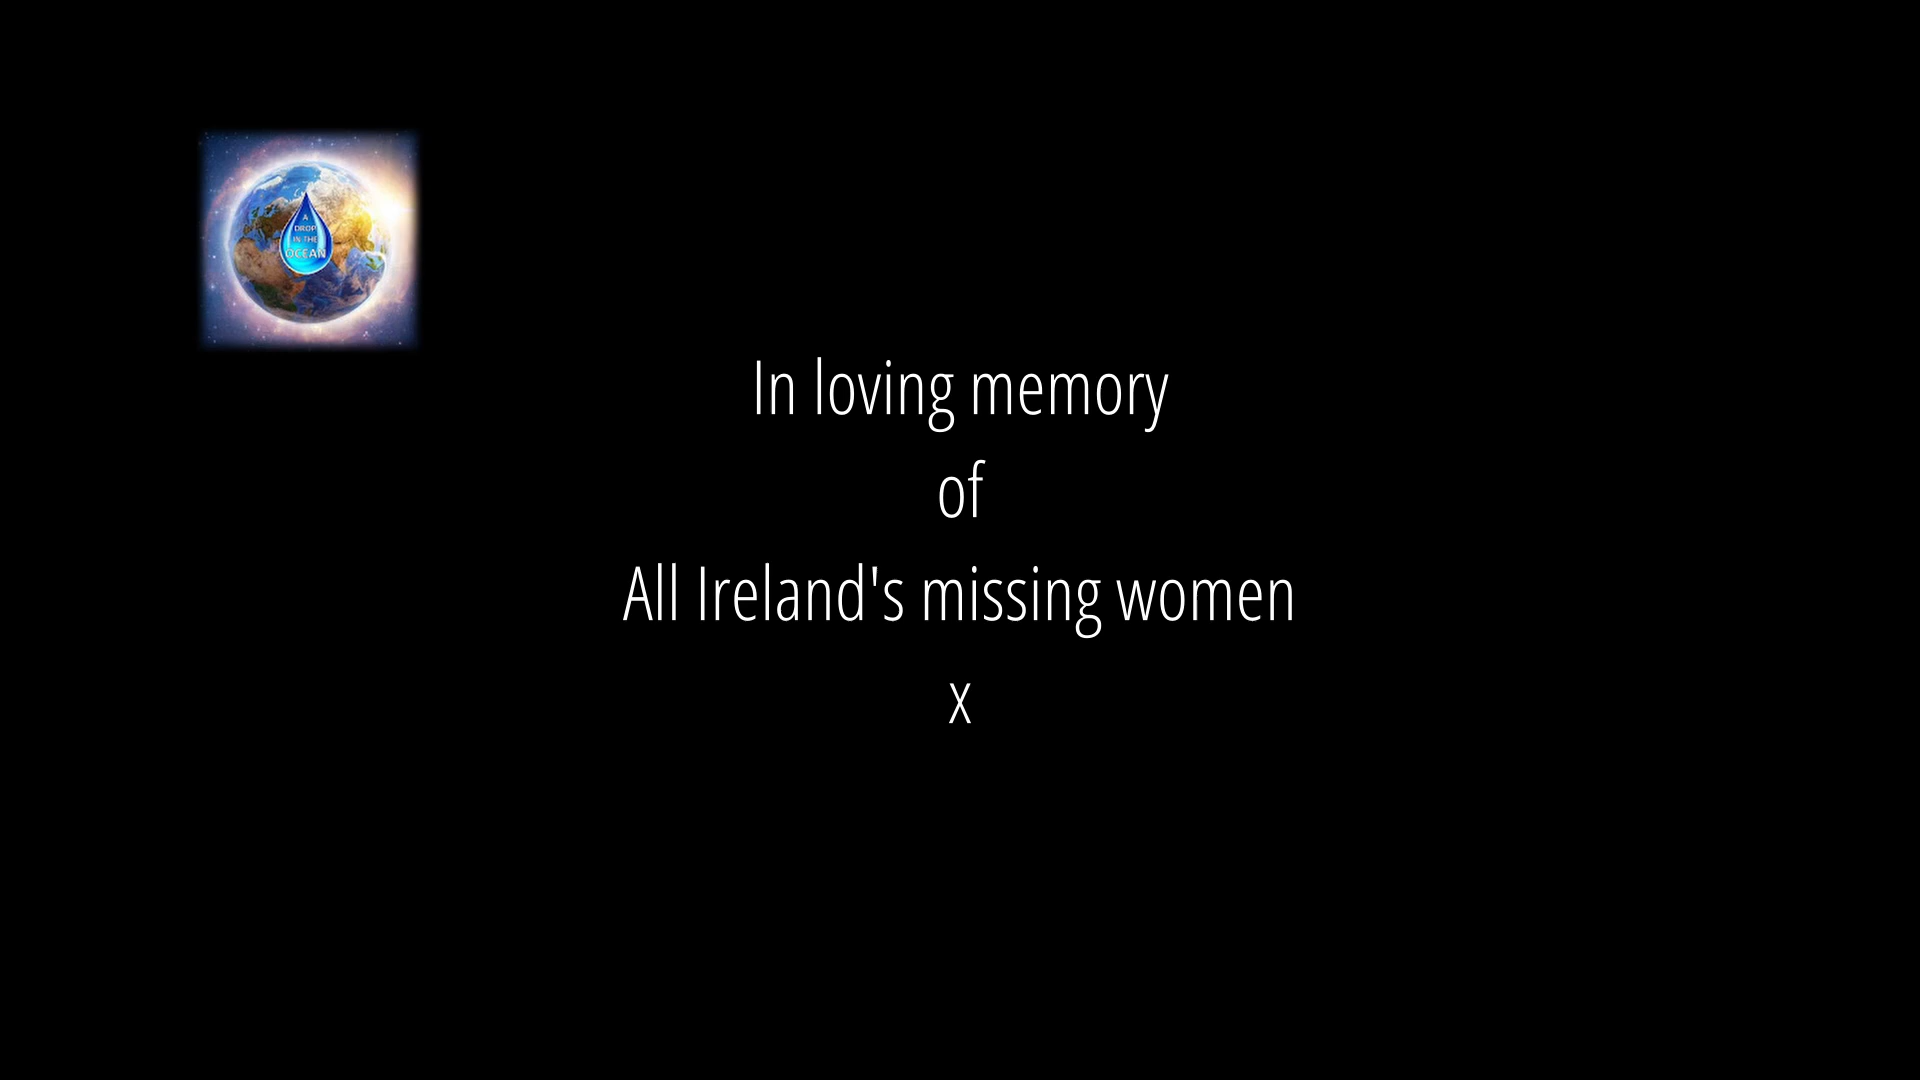 A
DROP
IN THE
OCEAN
In loving memory
of
All Ireland's missing women
x